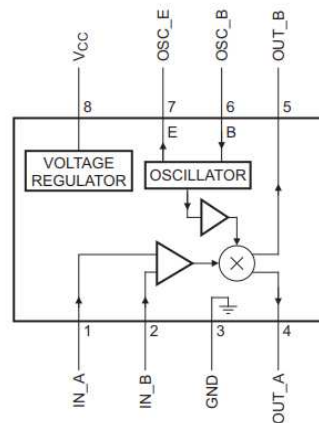 VCC
OSC_E
OSC_B
OUT_B
8
7
6
5
E
B
VOLTAGE
REGULATOR
OSCILLATOR
×
1
2
3
4
IN_A
IN_B
GND
OUT_A